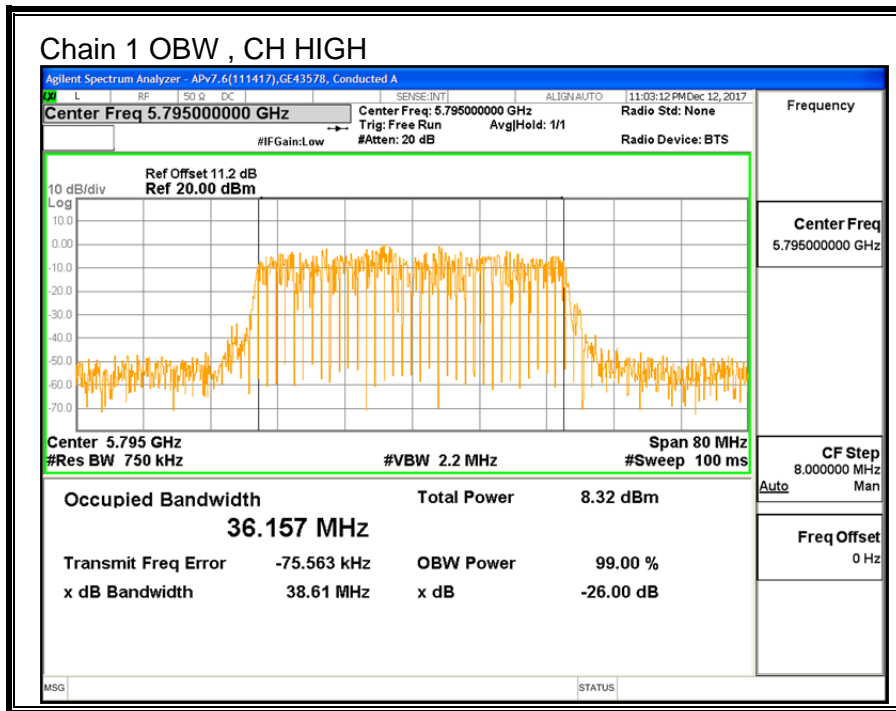 Chain 1 OBW , CH HIGH
Agilent Spectrum Analyzer - APv7.6(111417),GE43578, Conducted A
LXI L RF 50 Ω DC SENSE:INT ALIGN AUTO 11:03:12 PM Dec 12, 2017
Center Freq 5.795000000 GHz
Center Freq: 5.795000000 GHz
Radio Std: None
Trig: Free Run Avg|Hold: 1/1
#IFGain:Low #Atten: 20 dB Radio Device: BTS
Ref Offset 11.2 dB
10 dB/div Ref 20.00 dBm
Log
10.0
0.00
-10.0
-20.0
-30.0
-40.0
-50.0
-60.0
-70.0
Center 5.795 GHz Span 80 MHz
#Res BW 750 kHz #VBW 2.2 MHz #Sweep 100 ms
Occupied Bandwidth Total Power 8.32 dBm
36.157 MHz
Transmit Freq Error -75.563 kHz OBW Power 99.00 %
x dB Bandwidth 38.61 MHz x dB -26.00 dB
MSG STATUS
Frequency
Center Freq
5.795000000 GHz
CF Step
8.000000 MHz
Auto Man
Freq Offset
0 Hz